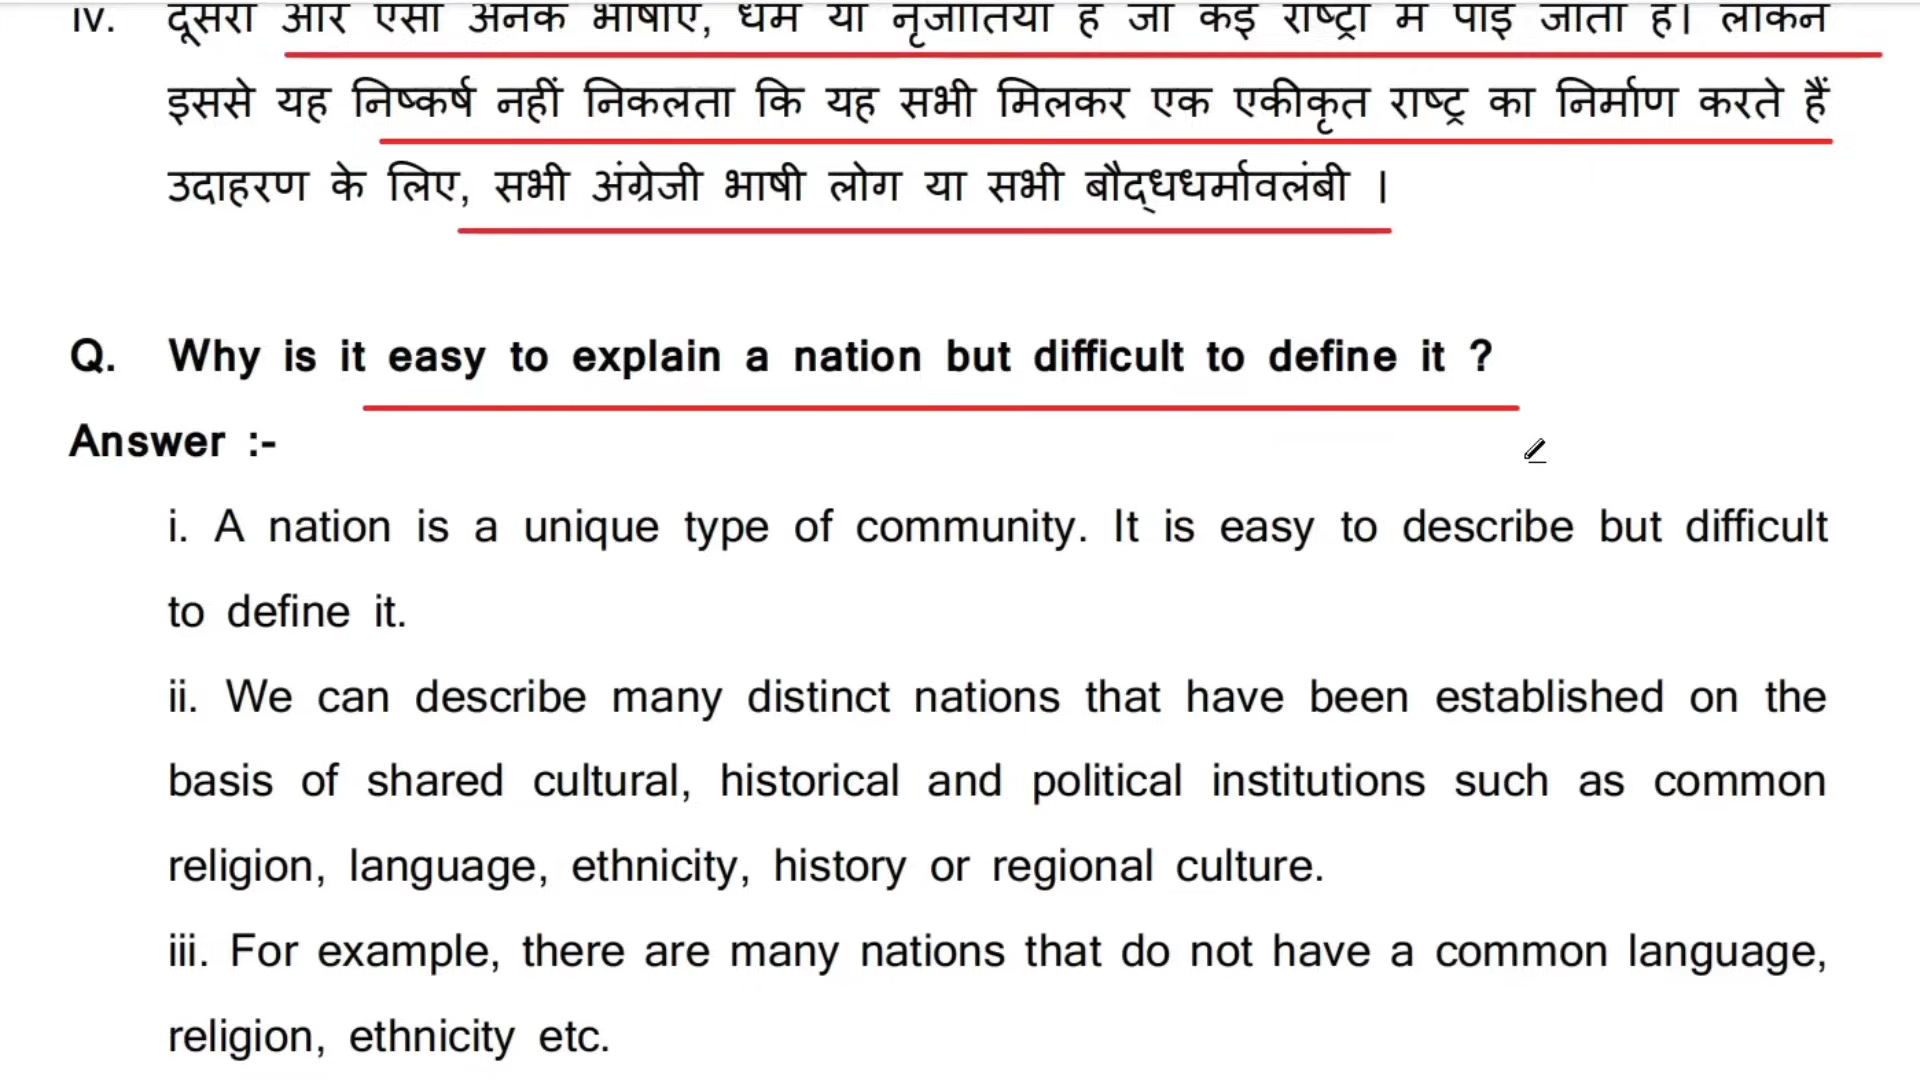 iv. दूसरी ओर ऐसी अनेक भाषाएँ, धर्म या नृजातियाँ हैं जो कई राष्ट्रों में पाई जाती हैं। लेकिन
इससे यह निष्कर्ष नहीं निकलता कि यह सभी मिलकर एक एकीकृत राष्ट्र का निर्माण करते हैं
उदाहरण के लिए, सभी अंग्रेजी भाषी लोग या सभी बौद्धधर्मावलंबी ।
Q. Why is it easy to explain a nation but difficult to define it ?
Answer :-
i. A nation is a unique type of community. It is easy to describe but difficult
to define it.
ii. We can describe many distinct nations that have been established on the
basis of shared cultural, historical and political institutions such as common
religion, language, ethnicity, history or regional culture.
iii. For example, there are many nations that do not have a common language,
religion, ethnicity etc.